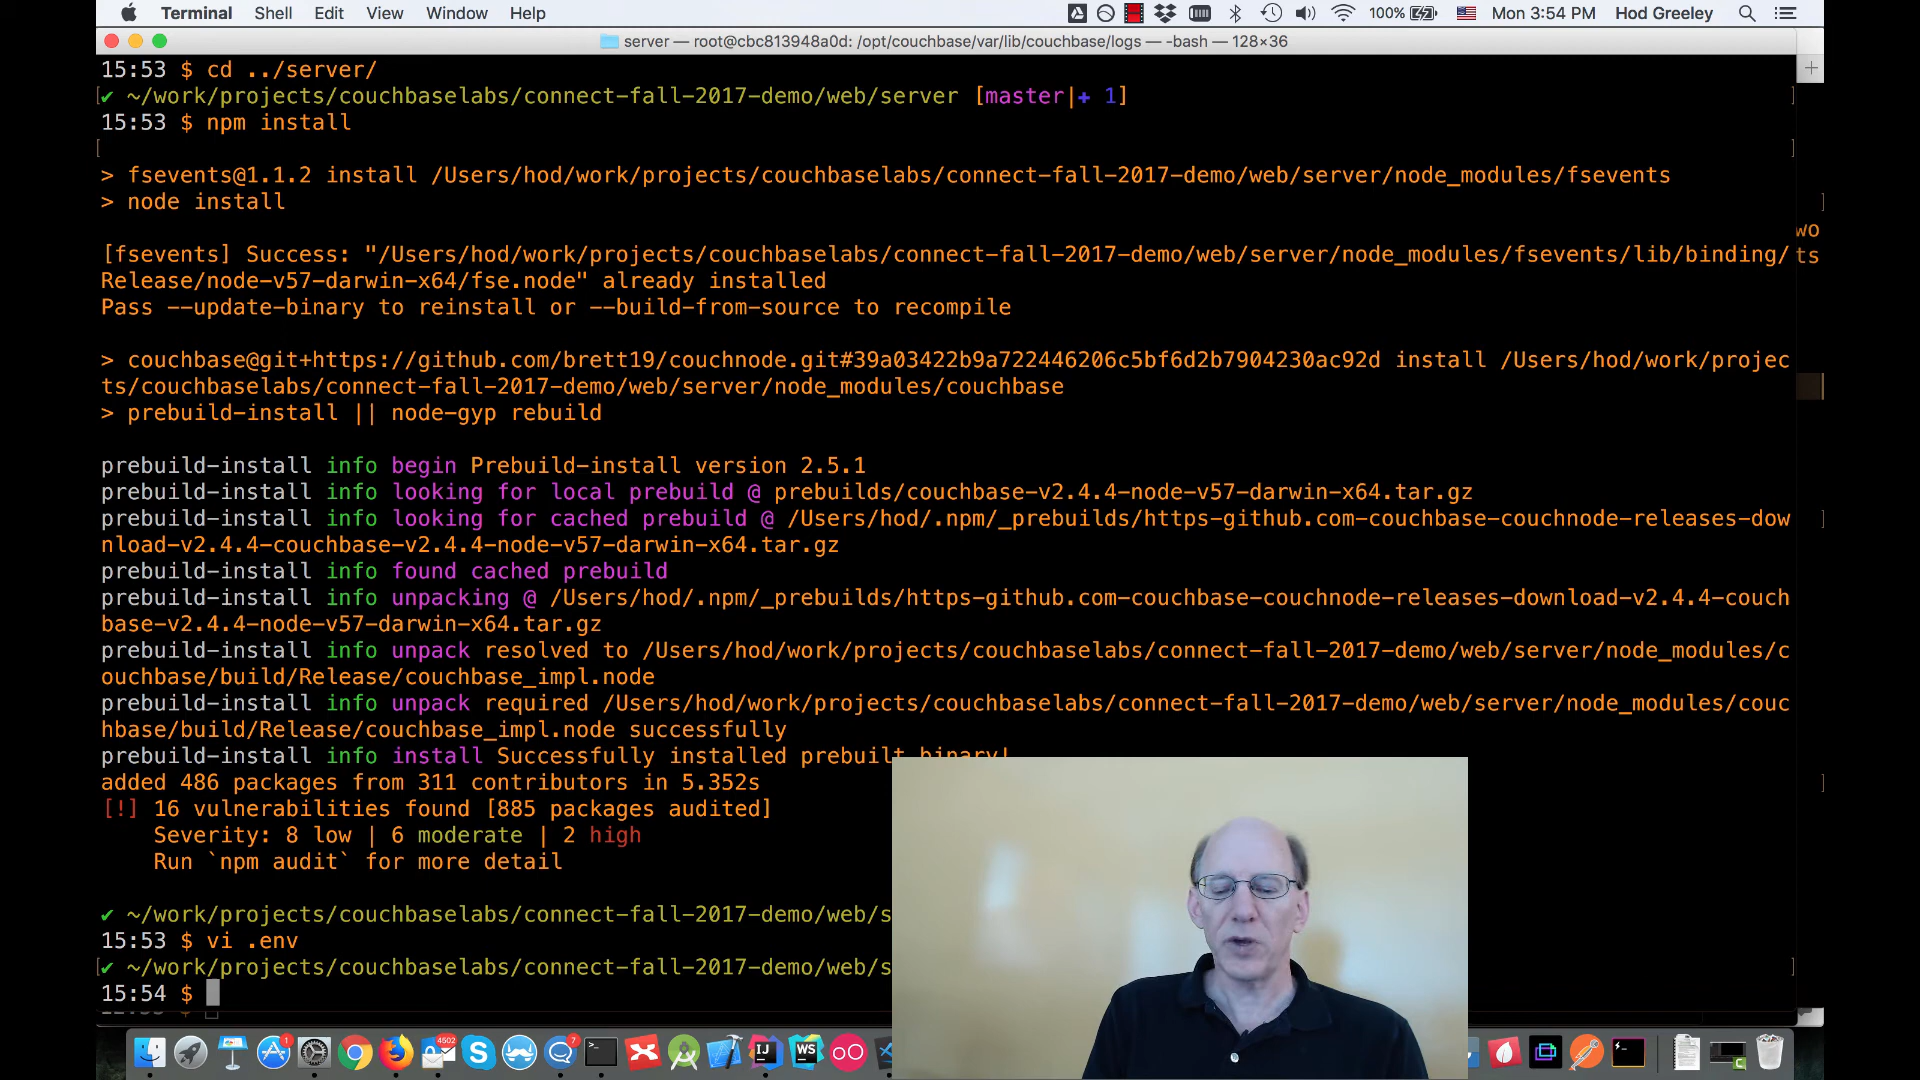 Terminal Shell Edit View Window Help 100% Mon 3:54 PM Hod Greeley
server — root@cbc813948a0d: /opt/couchbase/var/lib/couchbase/logs — -bash — 128×36
15:53 $ cd ../server/
[✔ ~/work/projects/couchbaselabs/connect-fall-2017-demo/web/server [master|✚ 1] ]
15:53 $ npm install
[ ]
> fsevents@1.1.2 install /Users/hod/work/projects/couchbaselabs/connect-fall-2017-demo/web/server/node_modules/fsevents
> node install
wo
[fsevents] Success: "/Users/hod/work/projects/couchbaselabs/connect-fall-2017-demo/web/server/node_modules/fsevents/lib/binding/ ts
Release/node-v57-darwin-x64/fse.node" already installed
Pass --update-binary to reinstall or --build-from-source to recompile
> couchbase@git+https://github.com/brett19/couchnode.git#39a03422b9a722446206c5bf6d2b7904230ac92d install /Users/hod/work/projec
ts/couchbaselabs/connect-fall-2017-demo/web/server/node_modules/couchbase
> prebuild-install || node-gyp rebuild
prebuild-install info begin Prebuild-install version 2.5.1
prebuild-install info looking for local prebuild @ prebuilds/couchbase-v2.4.4-node-v57-darwin-x64.tar.gz
prebuild-install info looking for cached prebuild @ /Users/hod/.npm/_prebuilds/https-github.com-couchbase-couchnode-releases-dow
nload-v2.4.4-couchbase-v2.4.4-node-v57-darwin-x64.tar.gz
prebuild-install info found cached prebuild
prebuild-install info unpacking @ /Users/hod/.npm/_prebuilds/https-github.com-couchbase-couchnode-releases-download-v2.4.4-couch
base-v2.4.4-node-v57-darwin-x64.tar.gz
prebuild-install info unpack resolved to /Users/hod/work/projects/couchbaselabs/connect-fall-2017-demo/web/server/node_modules/c
ouchbase/build/Release/couchbase_impl.node
prebuild-install info unpack required /Users/hod/work/projects/couchbaselabs/connect-fall-2017-demo/web/server/node_modules/couc
hbase/build/Release/couchbase_impl.node successfully
prebuild-install info install Successfully installed prebuilt binary!
added 486 packages from 311 contributors in 5.352s
[!] 16 vulnerabilities found [885 packages audited]
Severity: 8 low | 6 moderate | 2 high
Run `npm audit` for more detail
✔ ~/work/projects/couchbaselabs/connect-fall-2017-demo/web/s
15:53 $ vi .env
[✔ ~/work/projects/couchbaselabs/connect-fall-2017-demo/web/s ]
15:54 $
1 4602 7 IJ WS